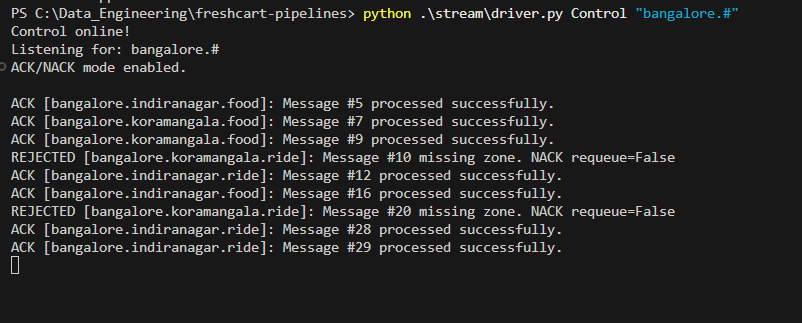 PS C:\Data_Engineering\freshcart-pipelines> python .\stream\driver.py Control "bangalore.#"
Control online!
Listening for: bangalore.#
ACK/NACK mode enabled.
ACK [bangalore.indiranagar.food]: Message #5 processed successfully.
ACK [bangalore.koramangala.food]: Message #7 processed successfully.
ACK [bangalore.koramangala.food]: Message #9 processed successfully.
REJECTED [bangalore.koramangala.ride]: Message #10 missing zone. NACK requeue=False
ACK [bangalore.indiranagar.ride]: Message #12 processed successfully.
ACK [bangalore.indiranagar.food]: Message #16 processed successfully.
REJECTED [bangalore.koramangala.ride]: Message #20 missing zone. NACK requeue=False
ACK [bangalore.indiranagar.ride]: Message #28 processed successfully.
ACK [bangalore.indiranagar.ride]: Message #29 processed successfully.